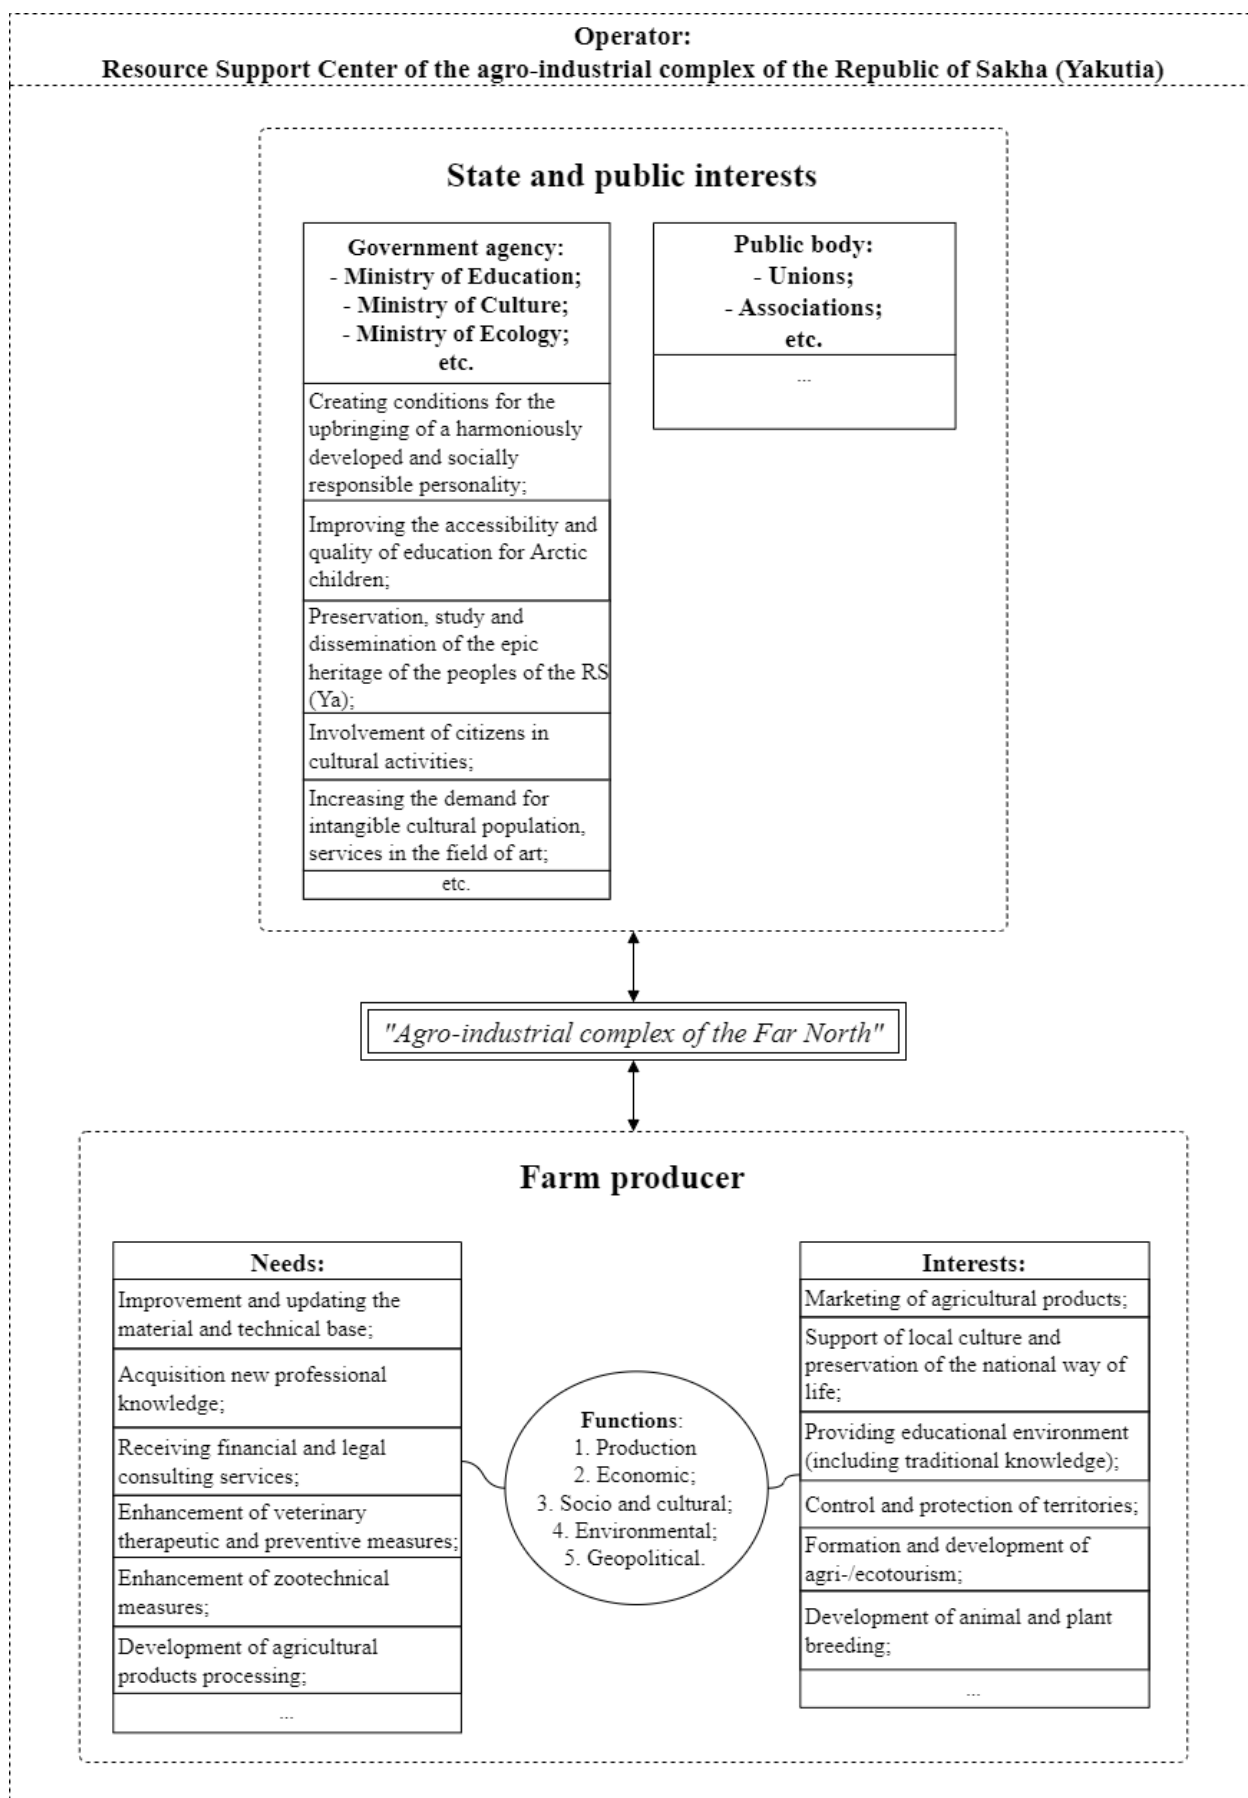 Operator:
Resource Support Center of the agro-industrial complex of the Republic of Sakha (Yakutia)
State and public interests
Government agency:
- Ministry of Education;
- Ministry of Culture;
- Ministry of Ecology;
etc.
Creating conditions for the
upbringing of a harmoniously
developed and socially
responsible personality;
Improving the accessibility and
quality of education for Arctic
children;
Preservation, study and
dissemination of the epic
heritage of the peoples of the RS
(Ya);
Involvement of citizens in
cultural activities;
Increasing the demand for
intangible cultural population,
services in the field of art;
etc.
Public body:
- Unions;
- Associations;
etc.
...
"Agro-industrial complex of the Far North"
Farm producer
Needs:
Improvement and updating the
material and technical base;
Acquisition new professional
knowledge;
Receiving financial and legal
consulting services;
Enhancement of veterinary
therapeutic and preventive measures;
Enhancement of zootechnical
measures;
Development of agricultural
products processing;
...
Functions:
1. Production
2. Economic;
3. Socio and cultural;
4. Environmental;
5. Geopolitical.
Interests:
Marketing of agricultural products;
Support of local culture and
preservation of the national way of
life;
Providing educational environment
(including traditional knowledge);
Control and protection of territories;
Formation and development of
agri-/ecotourism;
Development of animal and plant
breeding;
...